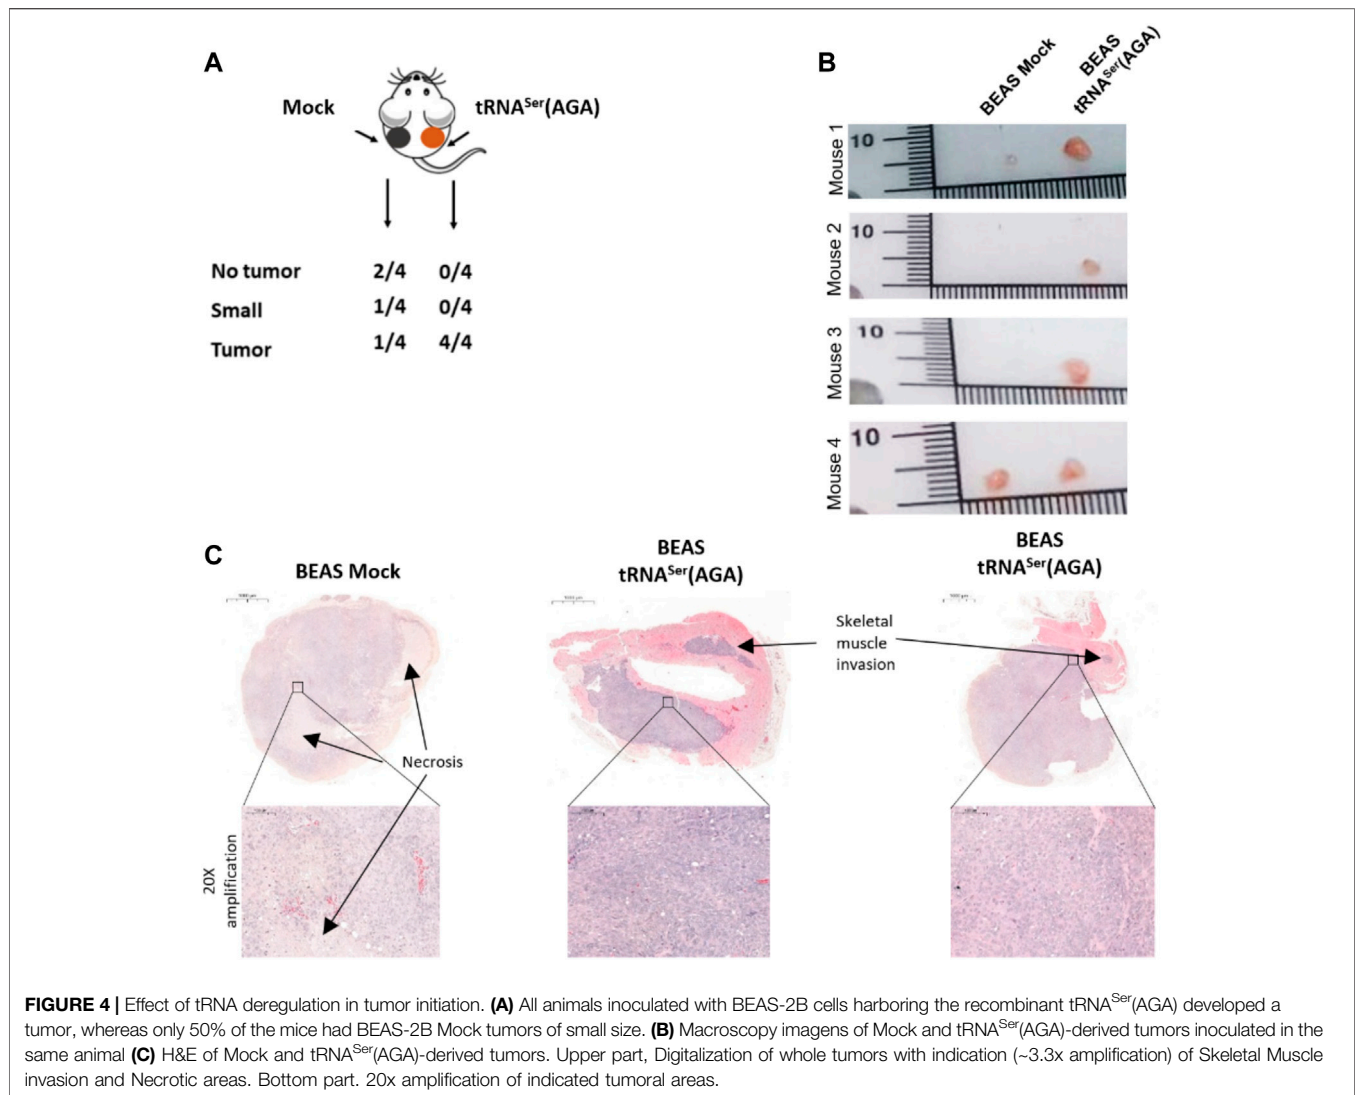 A
Mock
tRNASer(AGA)
No tumor 2/4 0/4
Small 1/4 0/4
Tumor 1/4 4/4
B
BEAS Mock
BEAS
tRNASer(AGA)
Mouse 1
10
Mouse 2
10
Mouse 3
10
Mouse 4
10
C
BEAS Mock
BEAS
tRNASer(AGA)
BEAS
tRNASer(AGA)
Skeletal
muscle
invasion
Necrosis
20X
amplification
FIGURE 4 | Effect of tRNA deregulation in tumor initiation. (A) All animals inoculated with BEAS-2B cells harboring the recombinant tRNASer(AGA) developed a
tumor, whereas only 50% of the mice had BEAS-2B Mock tumors of small size. (B) Macroscopy imagens of Mock and tRNASer(AGA)-derived tumors inoculated in the
same animal (C) H&E of Mock and tRNASer(AGA)-derived tumors. Upper part, Digitalization of whole tumors with indication (~3.3x amplification) of Skeletal Muscle
invasion and Necrotic areas. Bottom part. 20x amplification of indicated tumoral areas.